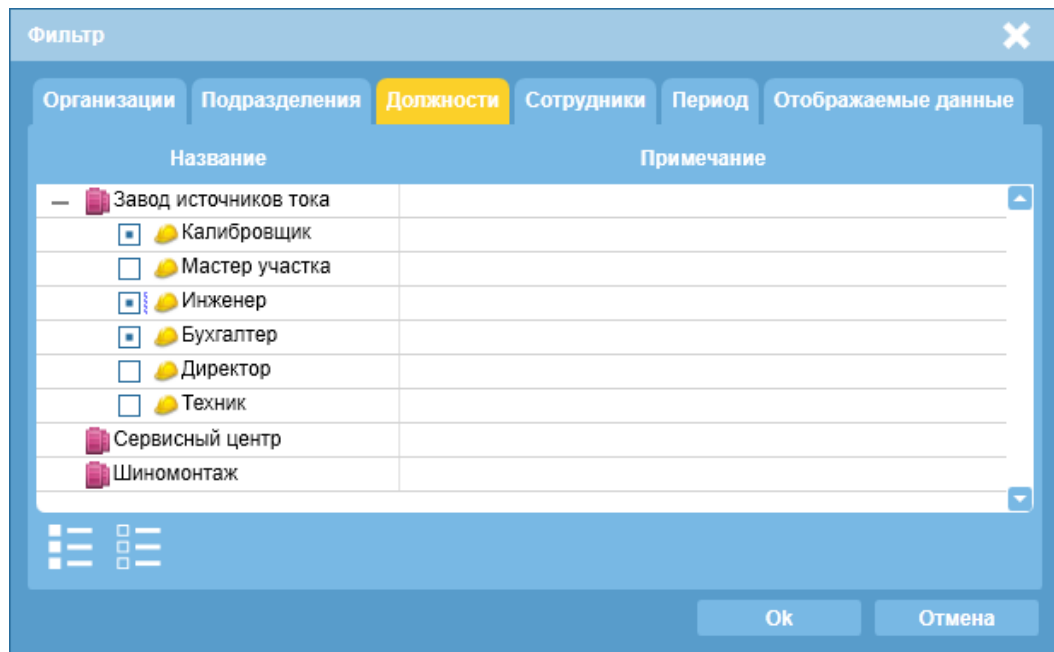 Фильтр
Организации Подразделения Должности Сотрудники Период Отображаемые данные
Название Примечание
Завод источников тока
Калибровщик
Мастер участка
Инженер
Бухгалтер
Директор
Техник
Сервисный центр
Шиномонтаж
Ok Отмена